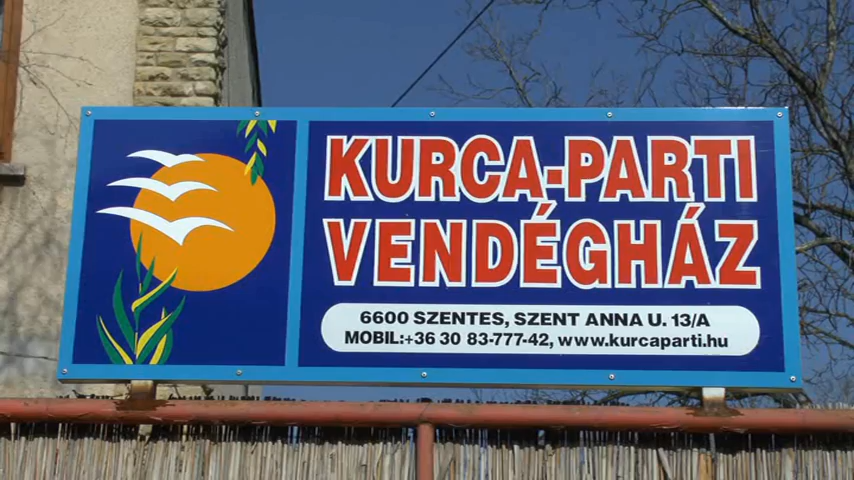 KURCA-PARTI
VENDÉGHÁZ
6600 SZENTES, SZENT ANNA U. 13/A
MOBIL:+36 30 83-777-42, www.kurcaparti.hu